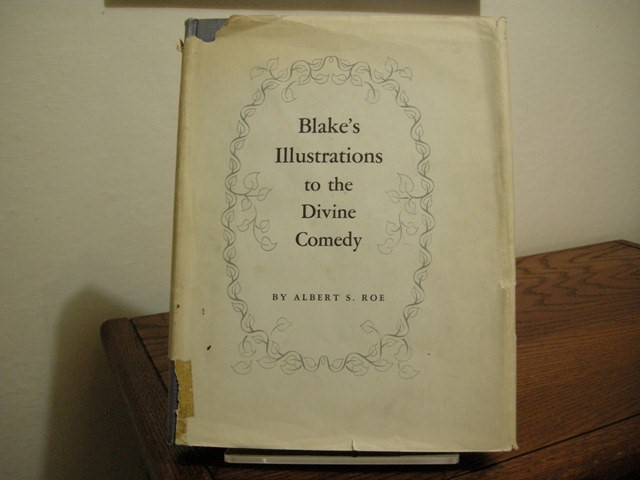 Blake's
Illustrations
to the
Divine
Comedy
BY ALBERT S. ROE